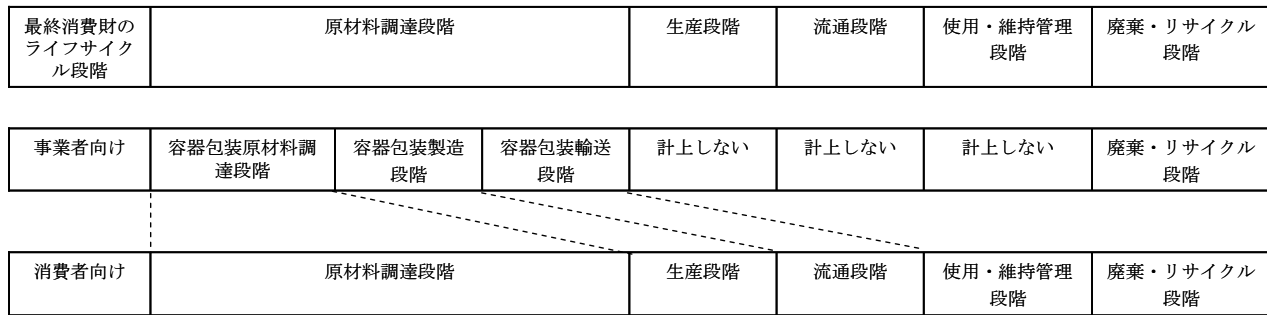 最終消費財の
ライフサイク
ル段階
原材料調達段階
生産段階
流通段階
使用・維持管理
段階
廃棄・リサイクル
段階
事業者向け
容器包装原材料調
達段階
容器包装製造
段階
容器包装輸送
段階
計上しない
計上しない
計上しない
廃棄・リサイクル
段階
消費者向け
原材料調達段階
生産段階
流通段階
使用・維持管理
段階
廃棄・リサイクル
段階